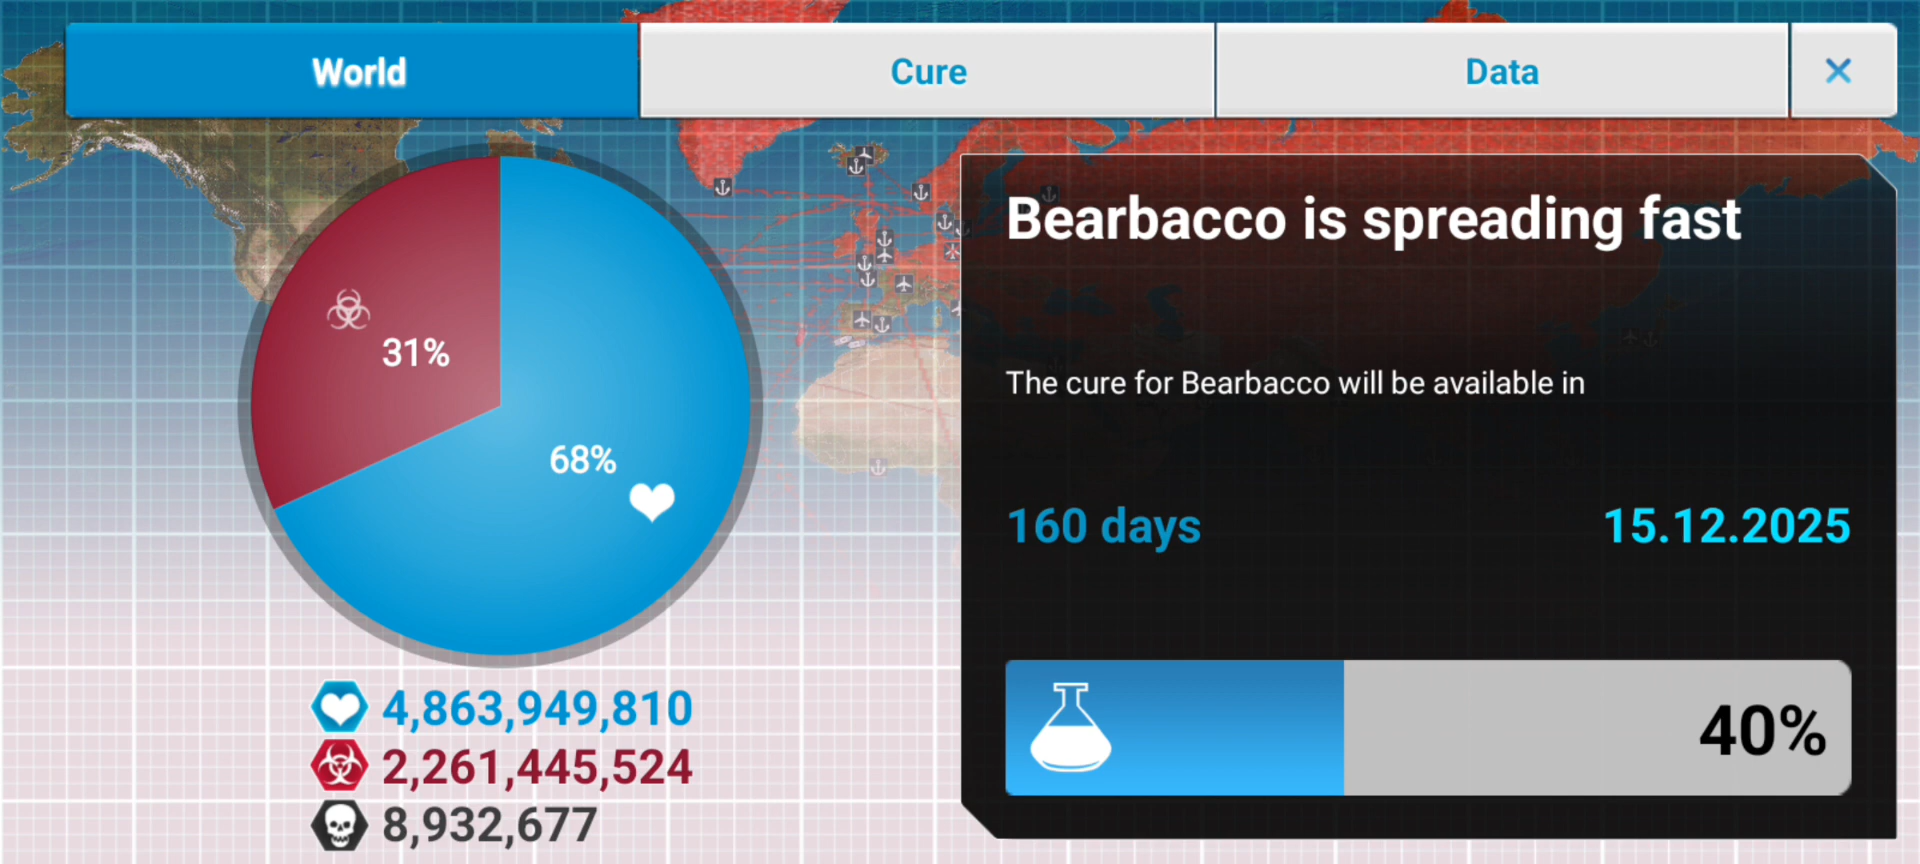 World
Cure
Data
×
31%
68%
4,863,949,810
2,261,445,524
8,932,677
Bearbacco is spreading fast
The cure for Bearbacco will be available in
160 days
15.12.2025
40%